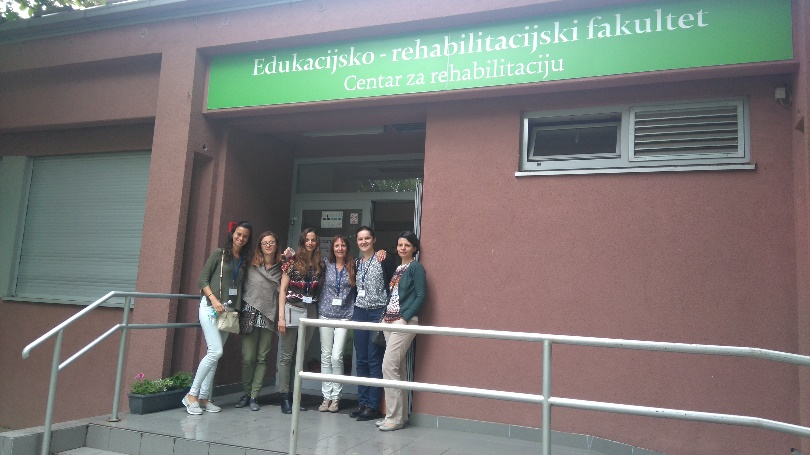 Edukacijsko - rehabilitacijski fakultet
Centar za rehabilitaciju